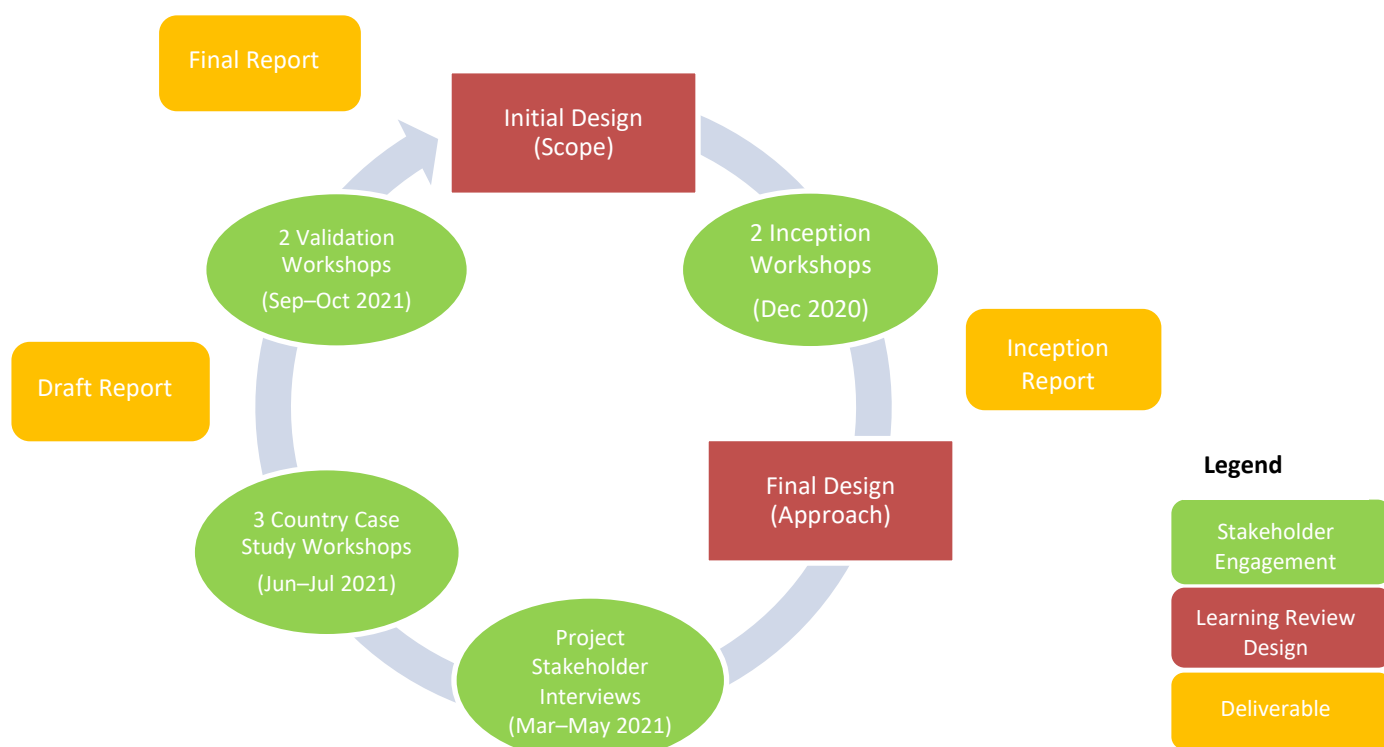 Final Report
Initial Design
(Scope)
2 Validation
Workshops
(Sep–Oct 2021)
2 Inception
Workshops
(Dec 2020)
Inception
Report
Draft Report
Final Design
(Approach)
3 Country Case
Study Workshops
(Jun–Jul 2021)
Project
Stakeholder
Interviews
(Mar–May 2021)
Legend
Stakeholder
Engagement
Learning Review
Design
Deliverable